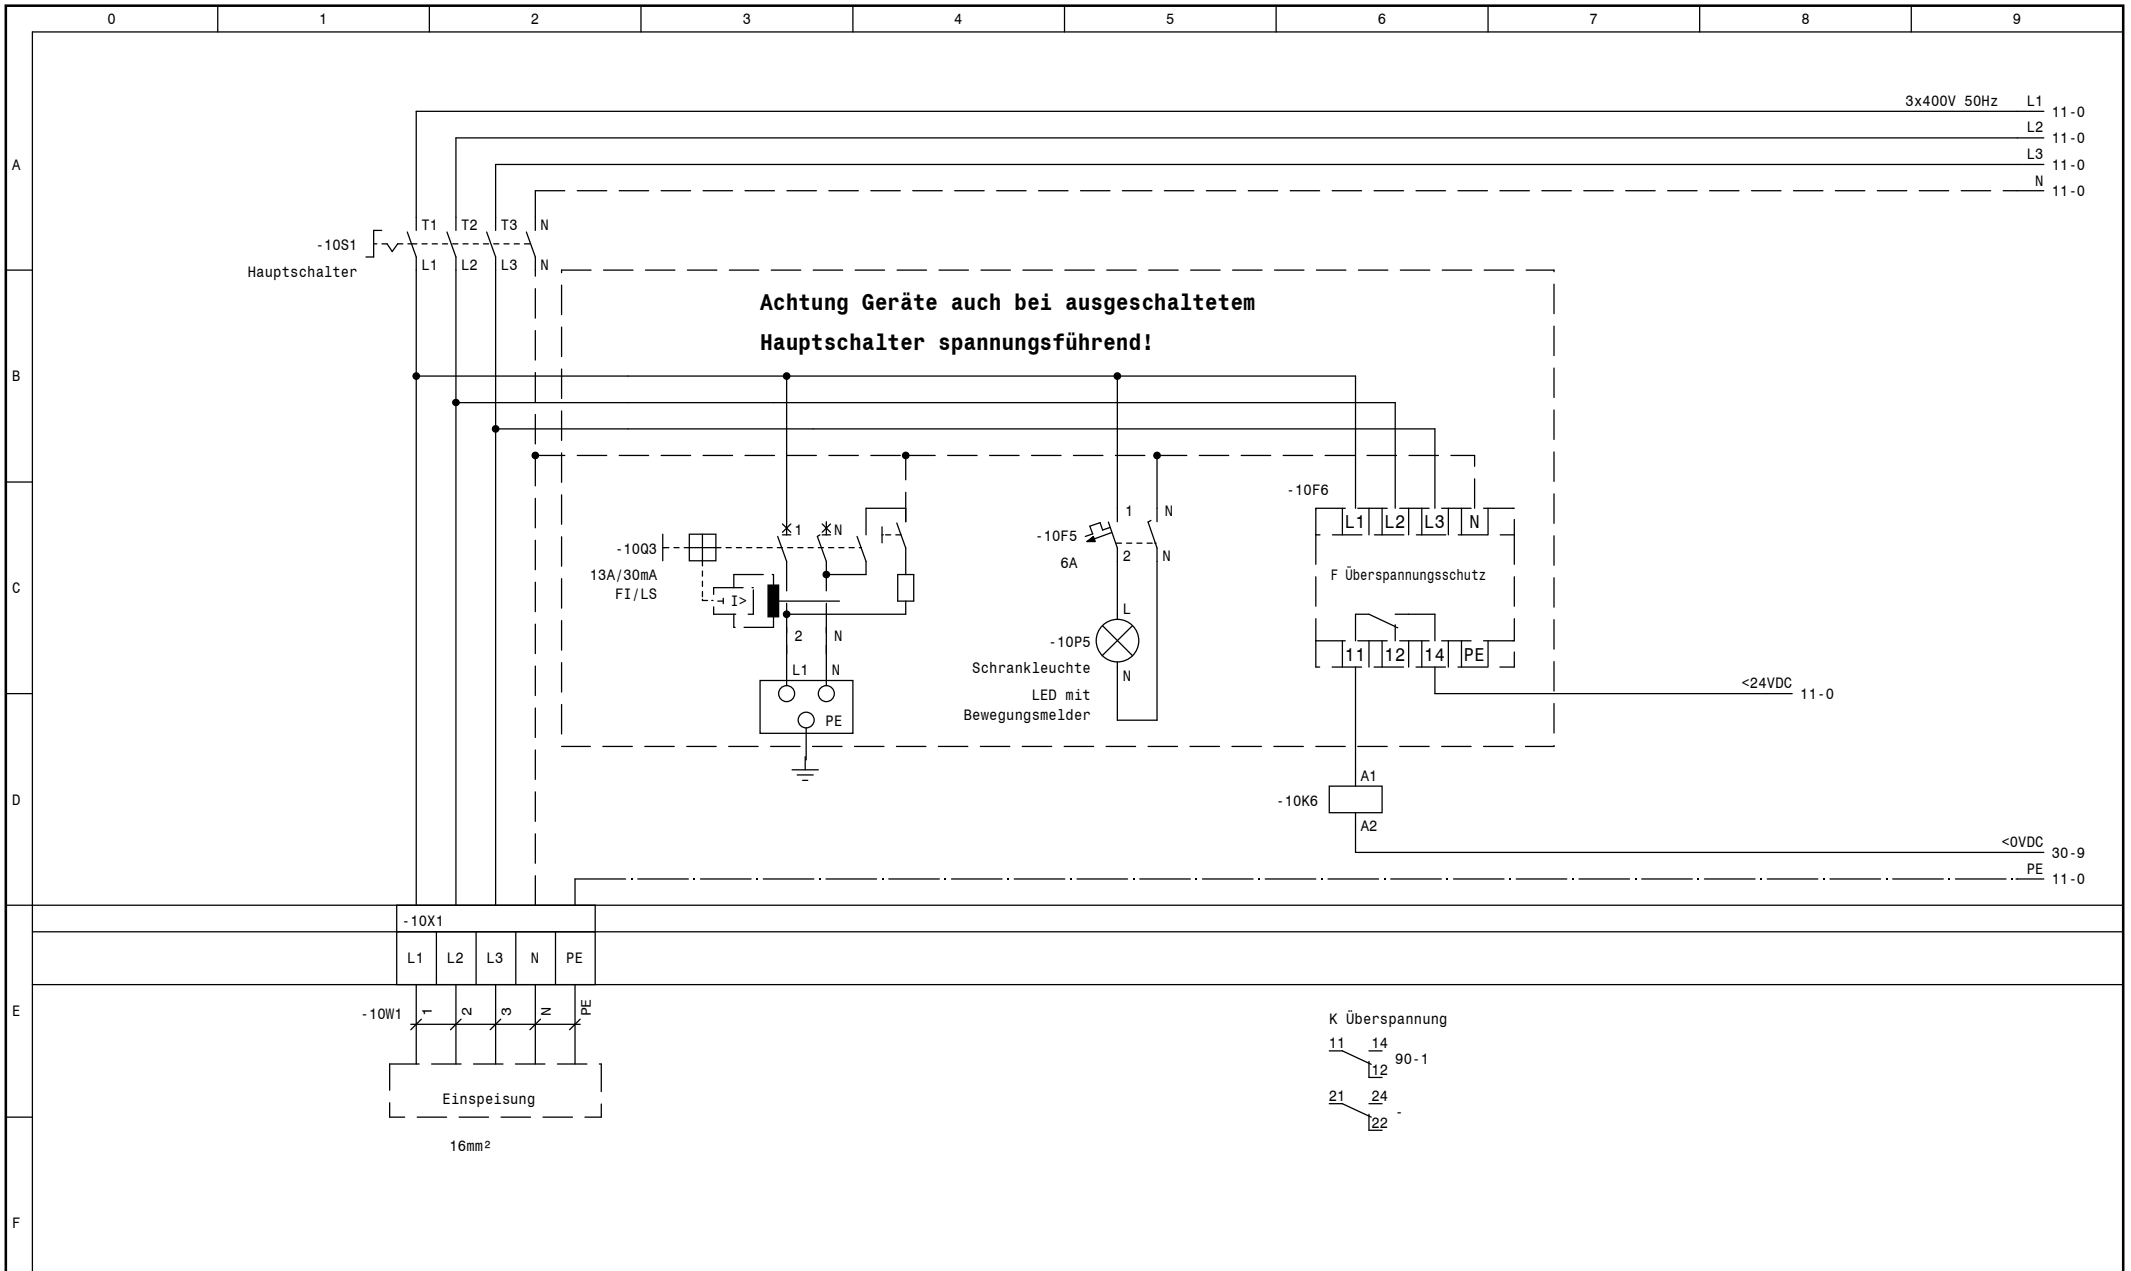 0 1 2 3 4 5 6 7 8 9
3x400V 50Hz L1 11-0
L2 11-0
L3 11-0
N 11-0
A
T1 T2 T3 N
-10S1
Hauptschalter
L1 L2 L3 N
Achtung Geräte auch bei ausgeschaltetem
Hauptschalter spannungsführend!
B
-10F6
L1 L2 L3 N
1 N
-10Q3
13A/30mA
FI/LS
I>
2 N
L1 N
PE
1 N
-10F5
6A
2 N
L
-10P5
Schrankleuchte
N
LED mit
Bewegungsmelder
C
F Überspannungsschutz
11 12 14 PE
<24VDC 11-0
A1
-10K6
A2
D
<0VDC 30-9
PE 11-0
-10X1
L1 L2 L3 N PE
E
-10W1 1 2 3 N PE
Einspeisung
16mm²
K Überspannung
11 14
12 90-1
21 24
22 -
F